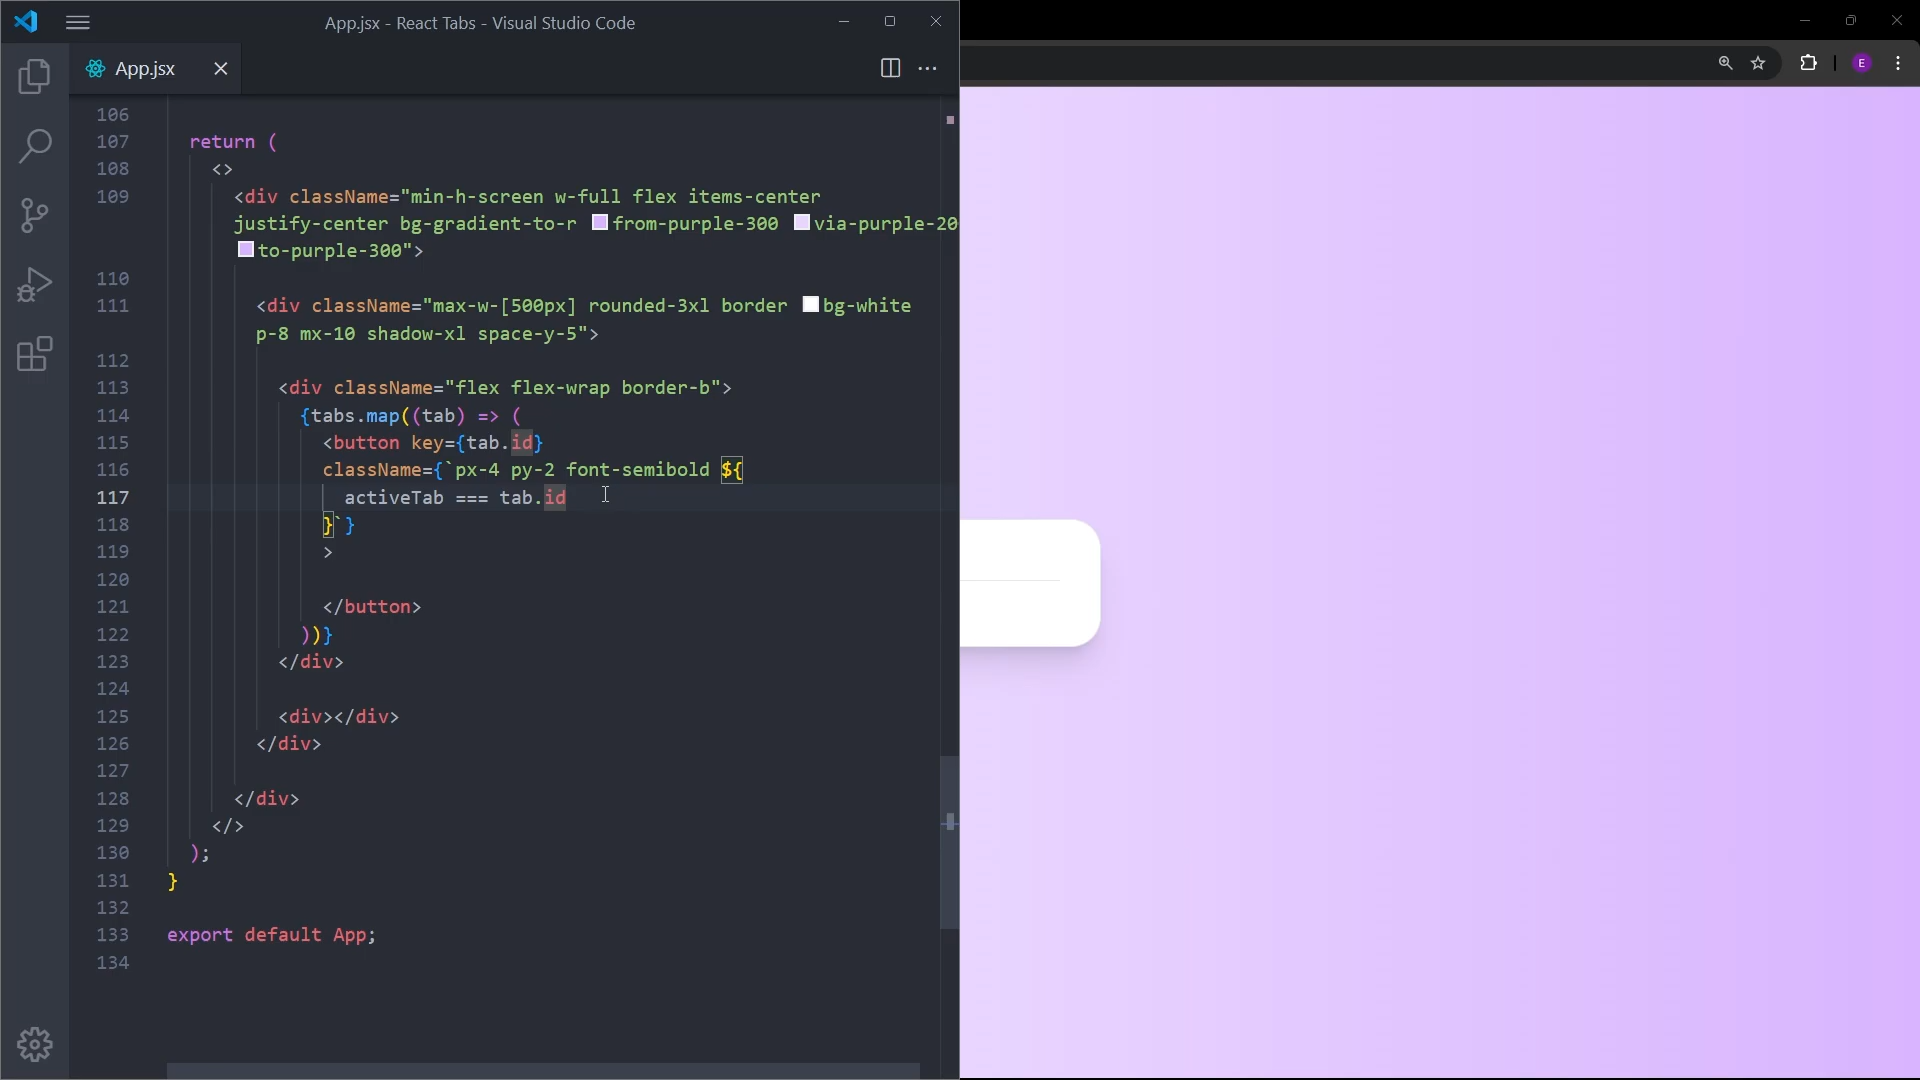 App.jsx - React Tabs - Visual Studio Code
App.jsx
E
106
107 return (
108 <>
109 <div className="min-h-screen w-full flex items-center
justify-center bg-gradient-to-r from-purple-300 via-purple-20
to-purple-300">
110
111 <div className="max-w-[500px] rounded-3xl border bg-white
p-8 mx-10 shadow-xl space-y-5">
112
113 <div className="flex flex-wrap border-b">
114 {tabs.map((tab) => (
115 <button key={tab.id}
116 className={`px-4 py-2 font-semibold ${
117 activeTab === tab.id
118 }`}
119 >
120
121 </button>
122 ))}
123 </div>
124
125 <div></div>
126 </div>
127
128 </div>
129 </>
130 );
131 }
132
133 export default App;
134